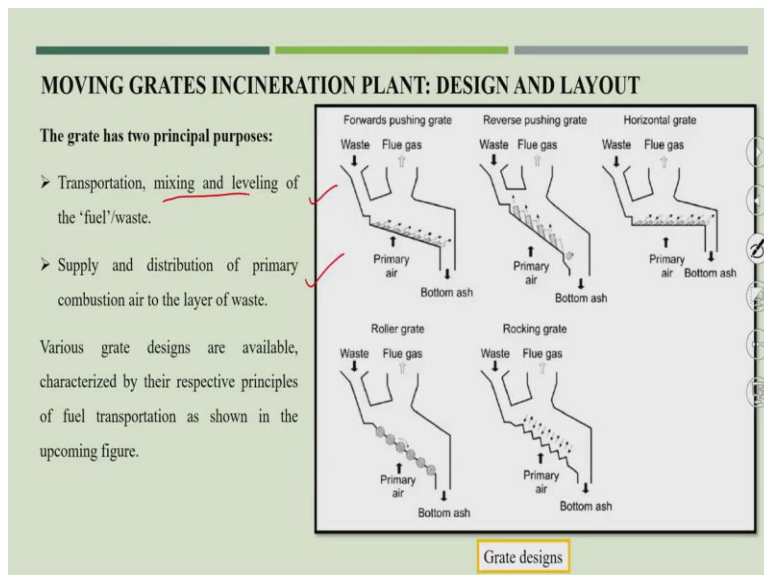 MOVING GRATES INCINERATION PLANT: DESIGN AND LAYOUT
The grate has two principal purposes:
➢ Transportation, mixing and leveling of
the ‘fuel’/waste.
➢ Supply and distribution of primary
combustion air to the layer of waste.
Various grate designs are available,
characterized by their respective principles
of fuel transportation as shown in the
upcoming figure.
Forwards pushing grate
Waste Flue gas
Primary
air
Bottom ash
Reverse pushing grate
Waste Flue gas
Primary
air
Bottom ash
Horizontal grate
Waste Flue gas
Primary
air
Bottom ash
Roller grate
Waste Flue gas
Primary
air
Bottom ash
Rocking grate
Waste Flue gas
Primary
air
Bottom ash
Grate designs